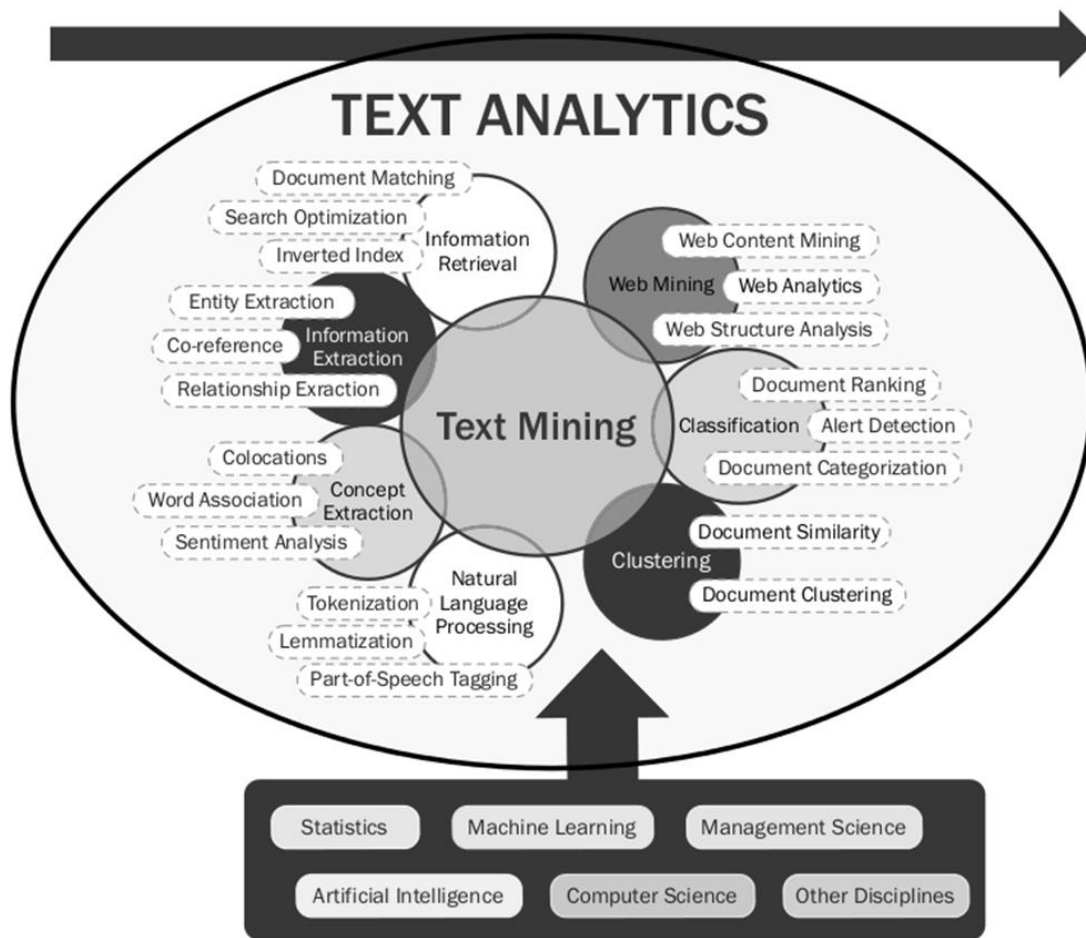 TEXT ANALYTICS
Document Matching
Search Optimization
Inverted Index
Information
Retrieval
Entity Extraction
Co-reference
Relationship Exraction
Information
Extraction
Colocations
Word Association
Sentiment Analysis
Concept
Extraction
Tokenization
Lemmatization
Part-of-Speech Tagging
Natural
Language
Processing
Text Mining
Web Mining
Web Content Mining
Web Analytics
Web Structure Analysis
Classification
Document Ranking
Alert Detection
Document Categorization
Clustering
Document Similarity
Document Clustering
Statistics
Machine Learning
Management Science
Artificial Intelligence
Computer Science
Other Disciplines